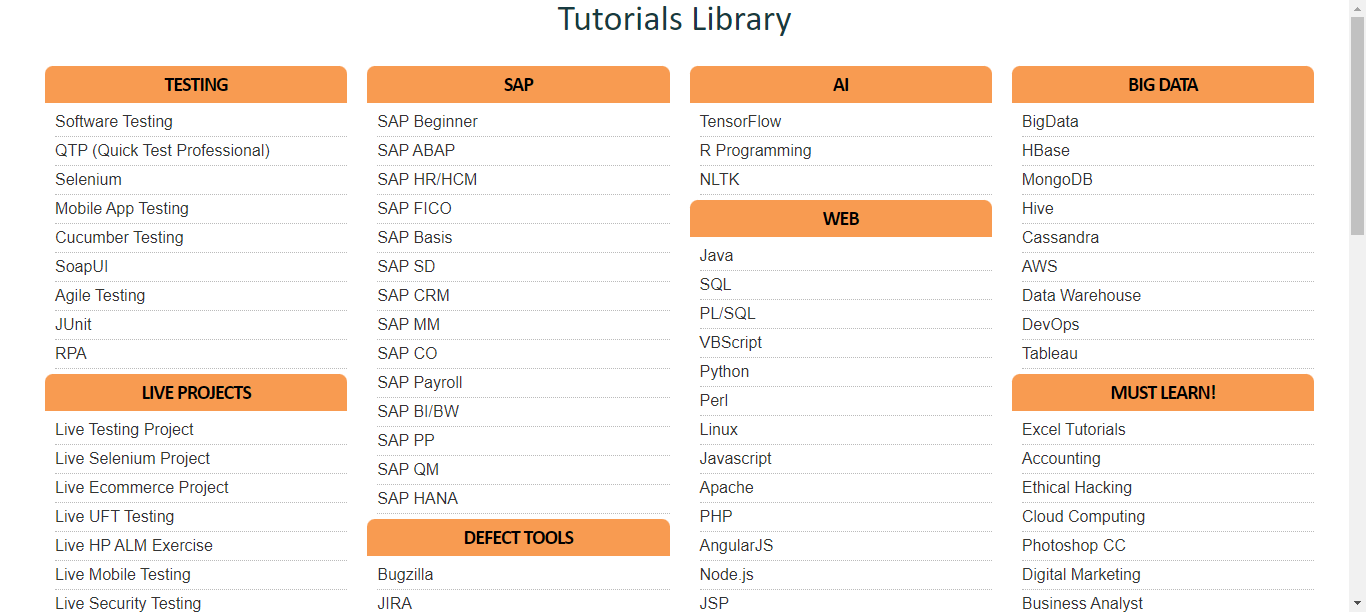 Tutorials Library
TESTING
Software Testing
QTP (Quick Test Professional)
Selenium
Mobile App Testing
Cucumber Testing
SoapUI
Agile Testing
JUnit
RPA
LIVE PROJECTS
Live Testing Project
Live Selenium Project
Live Ecommerce Project
Live UFT Testing
Live HP ALM Exercise
Live Mobile Testing
Live Security Testing
SAP
SAP Beginner
SAP ABAP
SAP HR/HCM
SAP FICO
SAP Basis
SAP SD
SAP CRM
SAP MM
SAP CO
SAP Payroll
SAP BI/BW
SAP PP
SAP QM
SAP HANA
DEFECT TOOLS
Bugzilla
JIRA
AI
TensorFlow
R Programming
NLTK
WEB
Java
SQL
PL/SQL
VBScript
Python
Perl
Linux
Javascript
Apache
PHP
AngularJS
Node.js
JSP
BIG DATA
BigData
HBase
MongoDB
Hive
Cassandra
AWS
Data Warehouse
DevOps
Tableau
MUST LEARN!
Excel Tutorials
Accounting
Ethical Hacking
Cloud Computing
Photoshop CC
Digital Marketing
Business Analyst